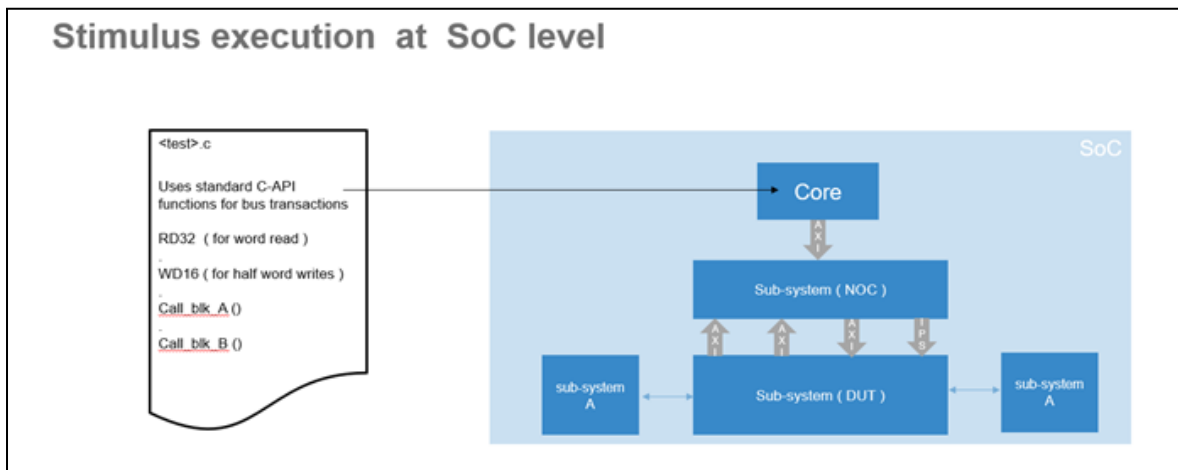 Stimulus execution at SoC level
<test>.c
Uses standard C-API
functions for bus transactions
RD32 ( for word read )
.
WD16 ( for half word writes )
.
Call_blk_A ()
.
Call_blk_B ()
SoC
Core
AXI
Sub-system ( NOC )
AXI
AXI
AXI
IPS
sub-system
A
Sub-system ( DUT )
sub-system
A